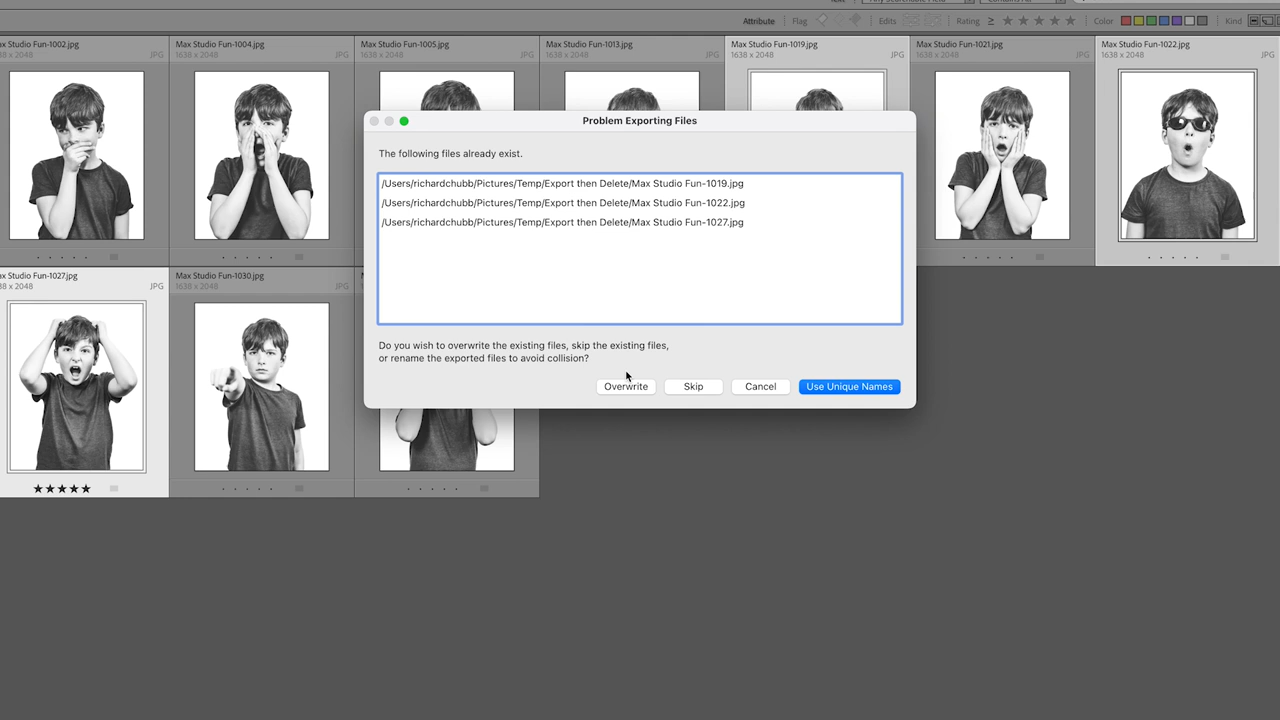 Attribute Flag Edits Rating ≥ ★ ★ ★ ★ ★ Color Kind
Max Studio Fun-1002.jpg
1638 x 2048 JPG
Max Studio Fun-1004.jpg
1638 x 2048 JPG
Max Studio Fun-1005.jpg
1638 x 2048 JPG
Max Studio Fun-1013.jpg
1638 x 2048 JPG
Max Studio Fun-1019.jpg
1638 x 2048 JPG
Max Studio Fun-1021.jpg
1638 x 2048 JPG
Max Studio Fun-1022.jpg
1638 x 2048 JPG
Problem Exporting Files
The following files already exist.
/Users/richardchubb/Pictures/Temp/Export then Delete/Max Studio Fun-1019.jpg
/Users/richardchubb/Pictures/Temp/Export then Delete/Max Studio Fun-1022.jpg
/Users/richardchubb/Pictures/Temp/Export then Delete/Max Studio Fun-1027.jpg
Do you wish to overwrite the existing files, skip the existing files,
or rename the exported files to avoid collision?
Overwrite Skip Cancel Use Unique Names
Max Studio Fun-1027.jpg
1638 x 2048 JPG
Max Studio Fun-1030.jpg
1638 x 2048 JPG
★★★★★